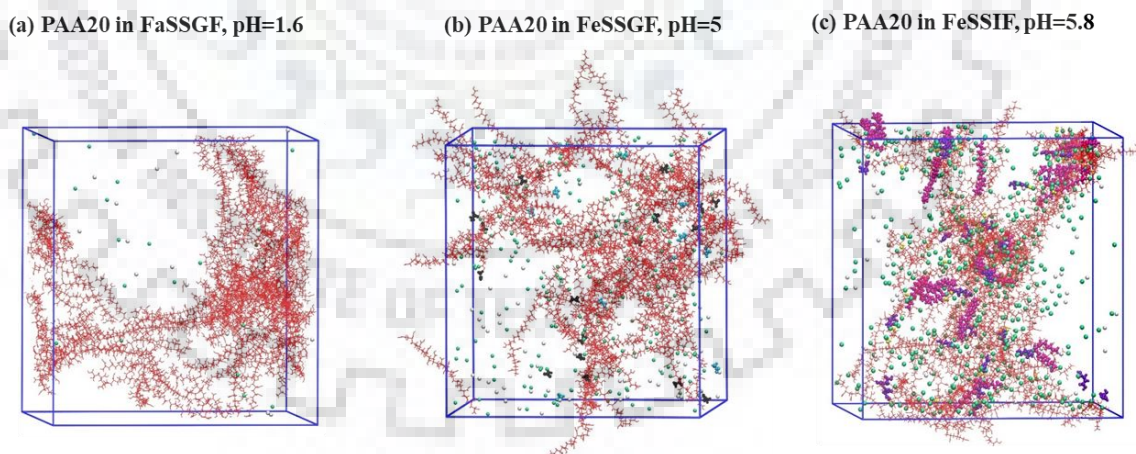 (a) PAA20 in FaSSGF, pH=1.6
(b) PAA20 in FeSSGF, pH=5
(c) PAA20 in FeSSIF, pH=5.8